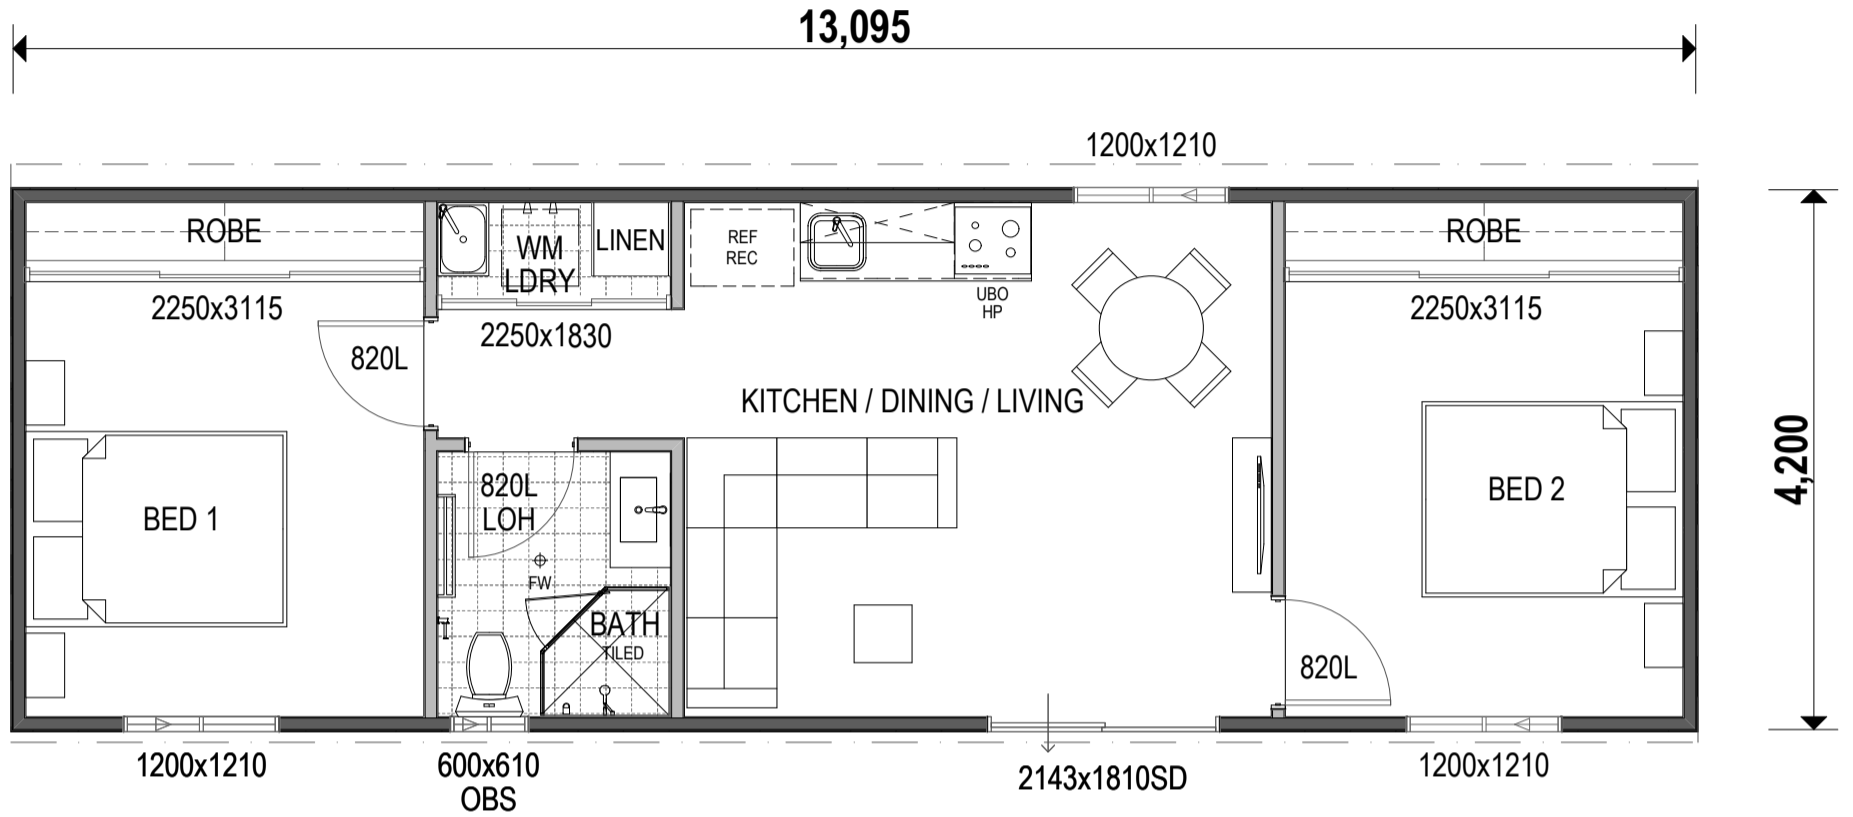 13,095
1200x1210
ROBE
WM
LDRY
LINEN
REF
REC
UBO
HP
ROBE
2250x3115
2250x1830
2250x3115
820L
KITCHEN / DINING / LIVING
4,200
BED 1
820L
LOH
FW
BATH
TILED
BED 2
820L
1200x1210
600x610
OBS
2143x1810SD
1200x1210